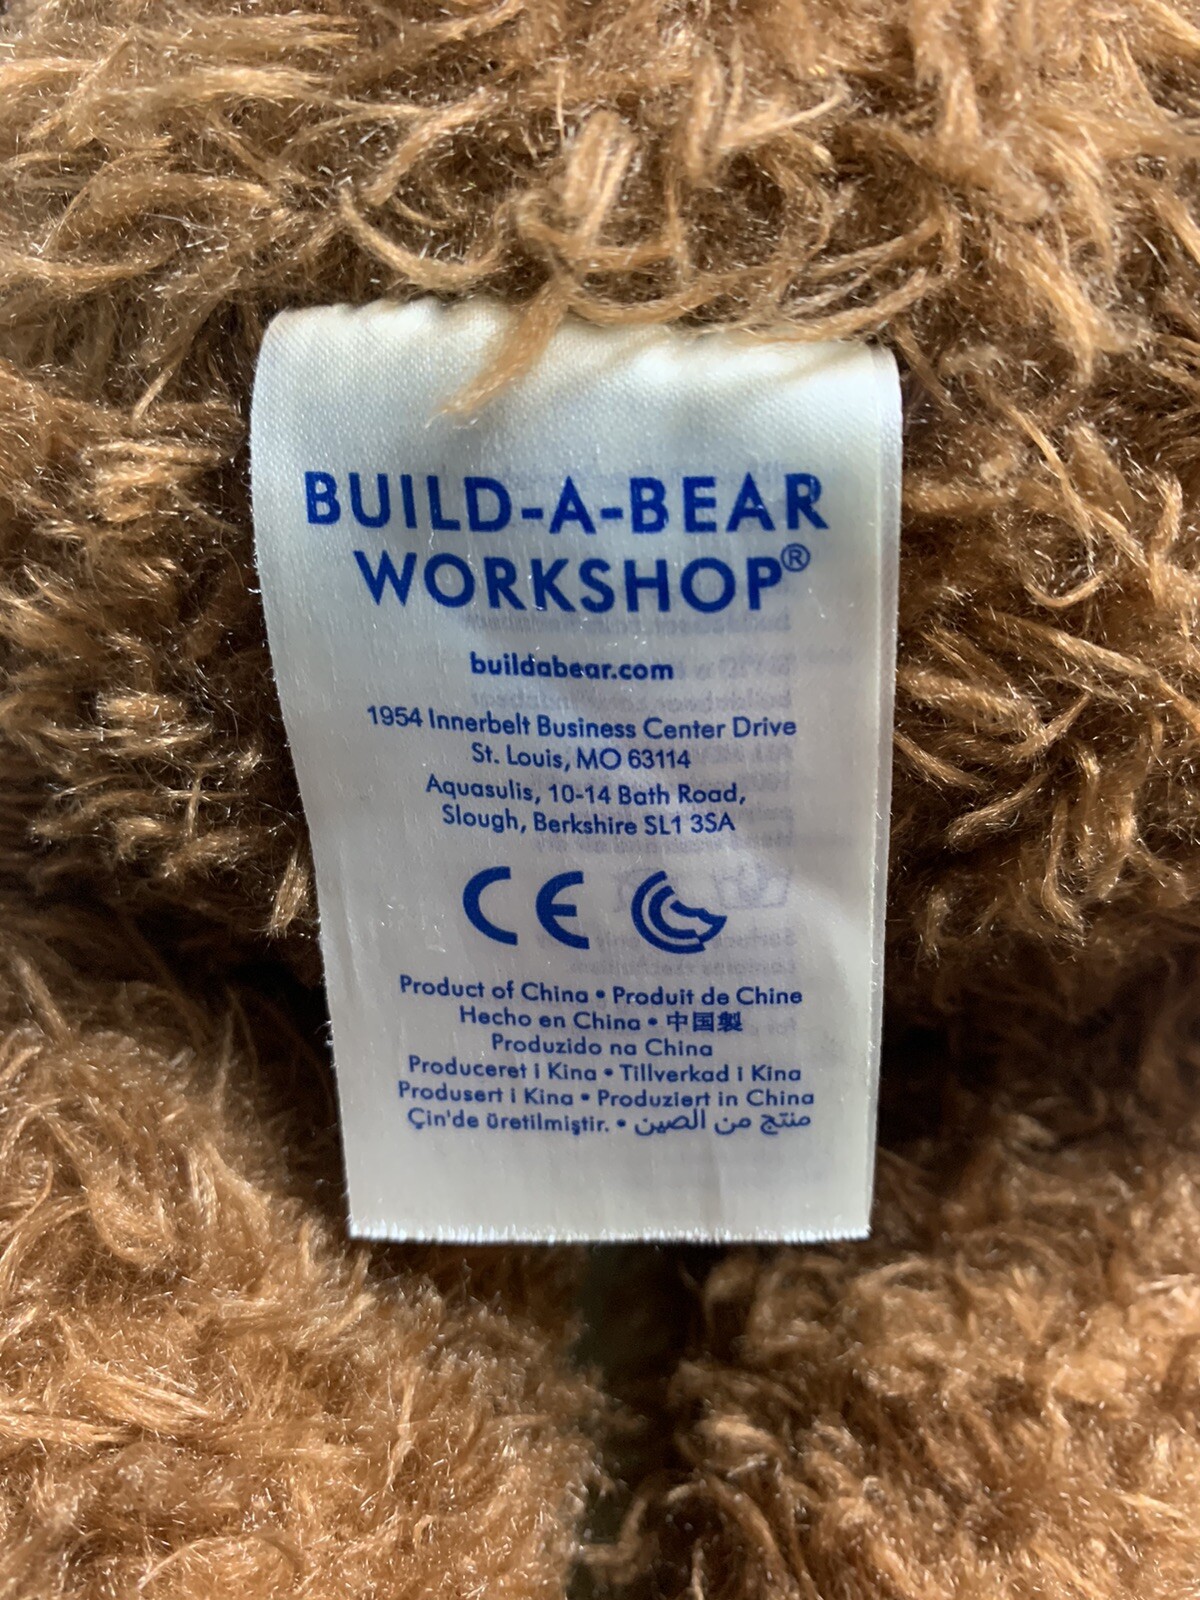 BUILD-A-BEAR
WORKSHOP®
buildabear.com
1954 Innerbelt Business Center Drive
St. Louis, MO 63114
Aquasulis, 10-14 Bath Road,
Slough, Berkshire SL1 3SA
CE
Product of China • Produit de Chine
Hecho en China • 中国製
Produzido na China
Produceret i Kina • Tillverkad i Kina
Produsert i Kina • Produziert in China
Çin'de üretilmiştir. • منتج من الصين